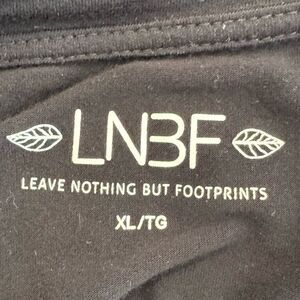 LNBF
LEAVE NOTHING BUT FOOTPRINTS
XL/TG